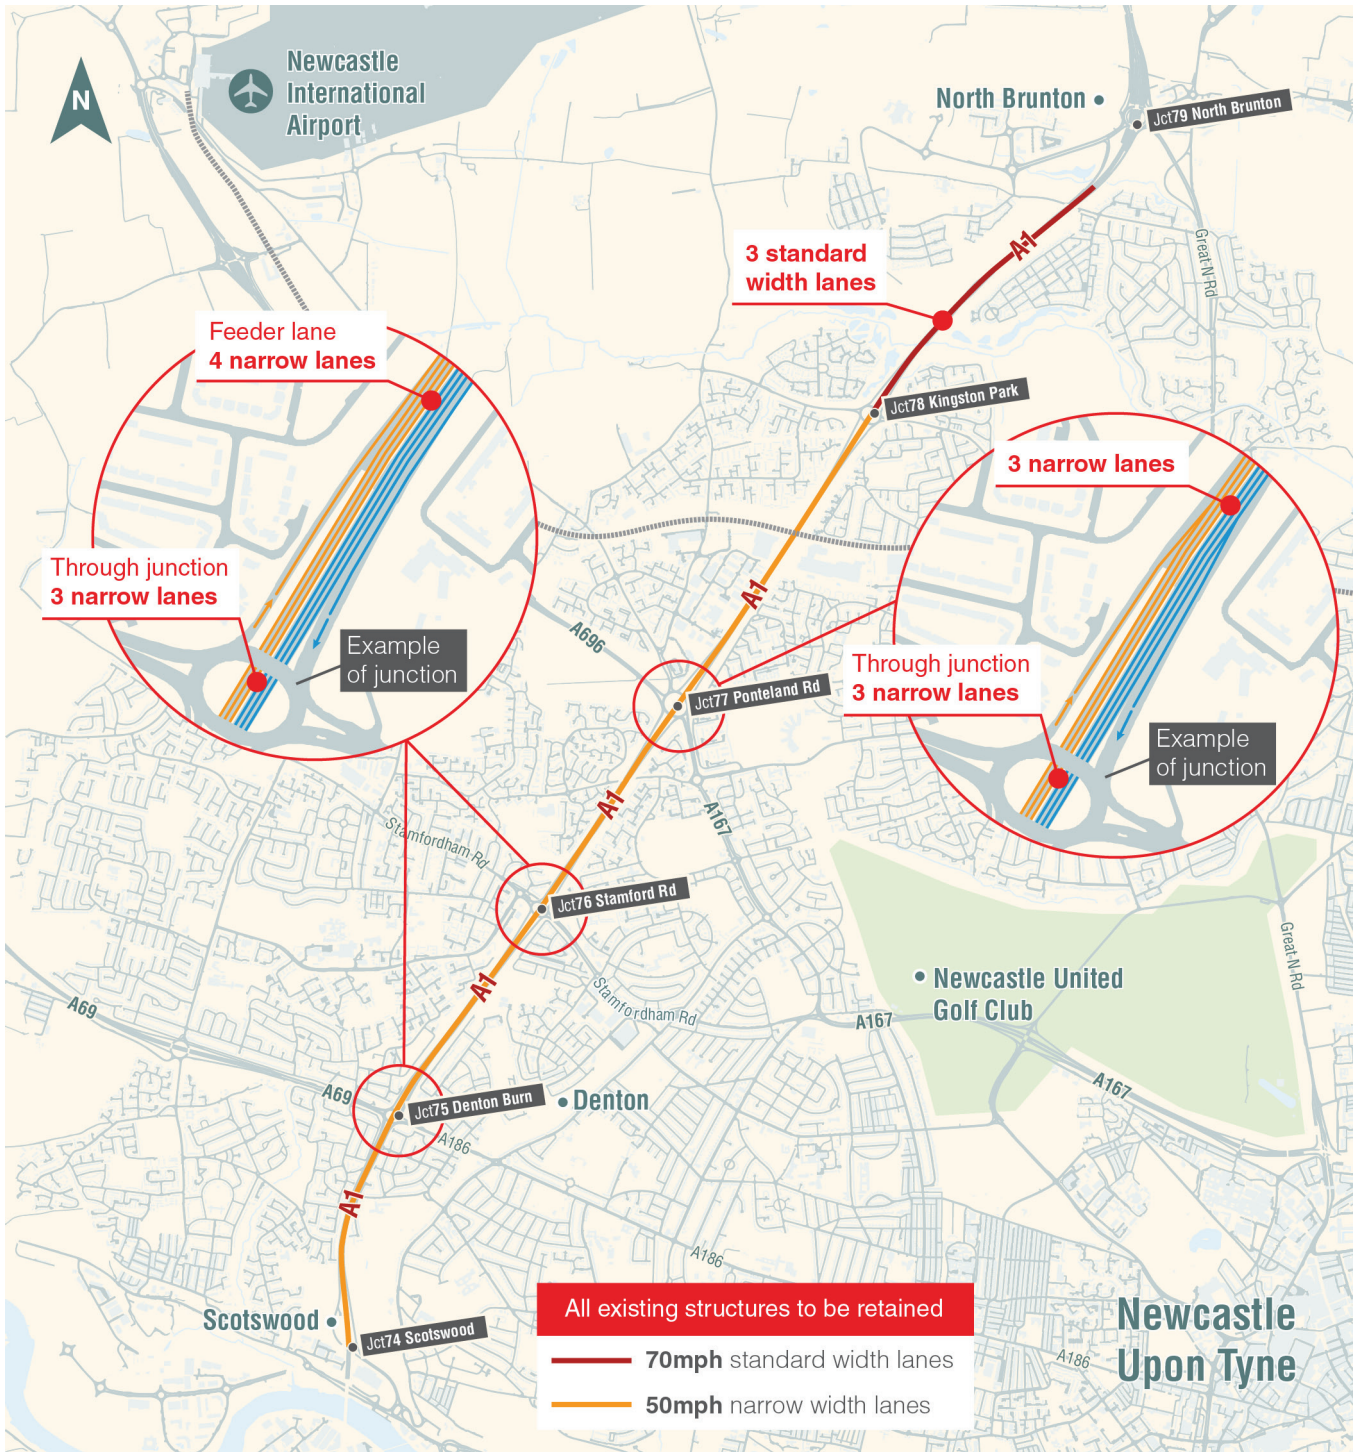 Newcastle
International
Airport
N
North Brunton
Jct79 North Brunton
A1
3 standard
width lanes
Great N Rd
Feeder lane
4 narrow lanes
Jct78 Kingston Park
3 narrow lanes
Through junction
3 narrow lanes
Example
of junction
A1
A696
Through junction
3 narrow lanes
Jct77 Ponteland Rd
Example
of junction
A1
A167
Stamfordham Rd
Jct76 Stamford Rd
Great N Rd
A1
Newcastle United
Golf Club
Stamfordham Rd
A167
A69
A167
A69
Jct75 Denton Burn
Denton
A186
A1
A186
Scotswood
Jct74 Scotswood
All existing structures to be retained
70mph standard width lanes
50mph narrow width lanes
A186
Newcastle
Upon Tyne